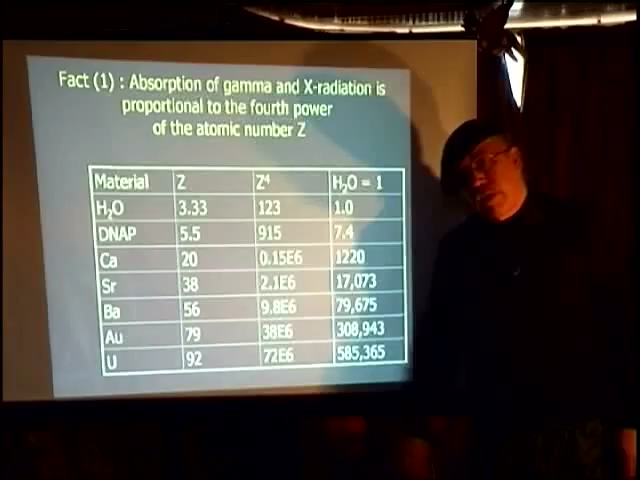 Fact (1) : Absorption of gamma and X-radiation is
proportional to the fourth power
of the atomic number Z
Material Z Z⁴ H₂O = 1
H₂O 3.33 123 1.0
DNAP 5.5 915 7.4
Ca 20 0.15E6 1220
Sr 38 2.1E6 17,073
Ba 56 9.8E6 79,675
Au 79 38E6 308,943
U 92 72E6 585,365